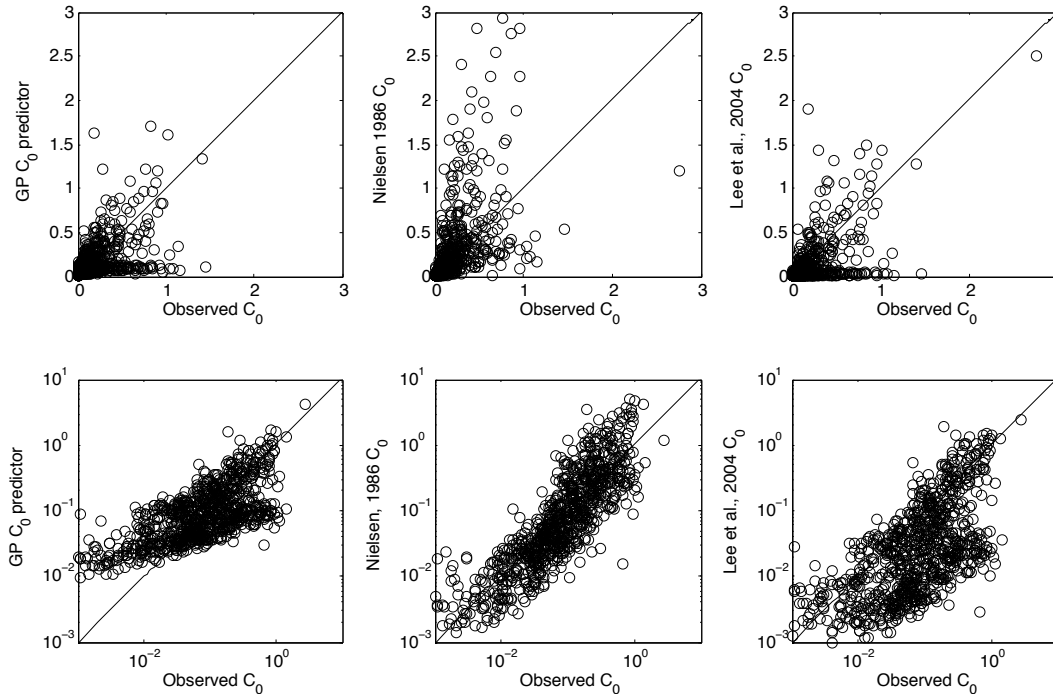 3
2.5
2
1.5
1
0.5
0
GP C0 predictor
0 1 2 3
Observed C0
3
2.5
2
1.5
1
0.5
0
Nielsen 1986 C0
0 1 2 3
Observed C0
3
2.5
2
1.5
1
0.5
0
Lee et al., 2004 C0
0 1 2
Observed C0
10^1
10^0
10^-1
10^-2
10^-3
GP C0 predictor
10^-2 10^0
Observed C0
10^1
10^0
10^-1
10^-2
10^-3
Nielsen, 1986 C0
10^-2 10^0
Observed C0
10^1
10^0
10^-1
10^-2
10^-3
Lee et al., 2004 C0
10^-2 10^0
Observed C0